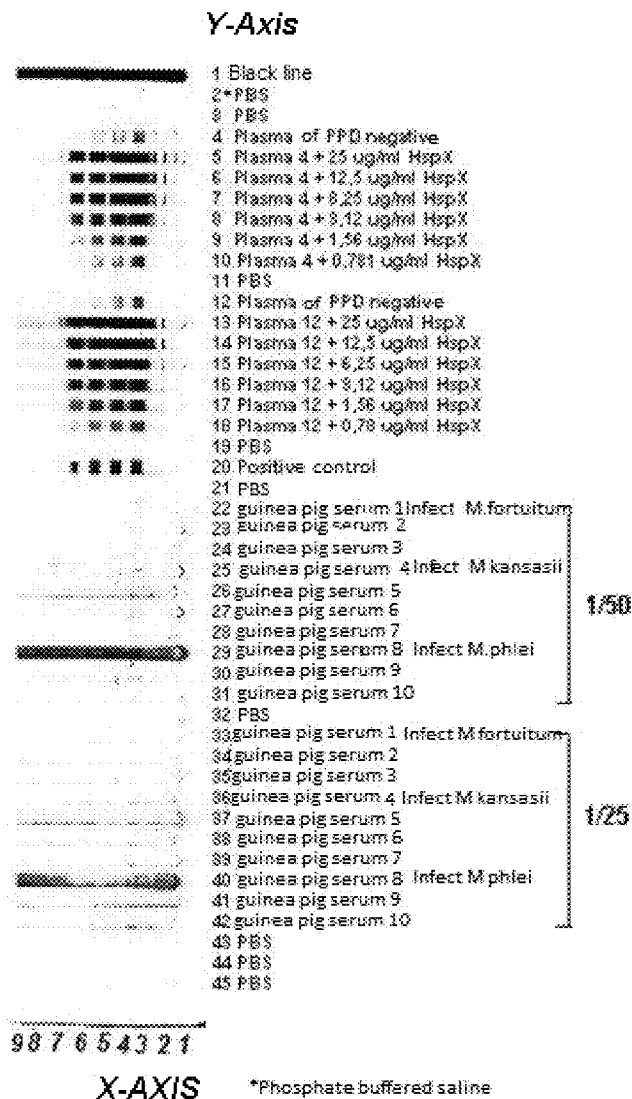 Y-Axis
1 Black line
2*PBS
3 PBS
4 Plasma of PPD negative
5 Plasma 4 + 25 ug/ml HspX
6 Plasma 4 + 12,5 ug/ml HspX
7 Plasma 4 + 6,25 ug/ml HspX
8 Plasma 4 + 3,12 ug/ml HspX
9 Plasma 4 + 1,56 ug/ml HspX
10 Plasma 4 + 0,781 ug/ml HspX
11 PBS
12 Plasma of PPD negative
13 Plasma 12 + 25 ug/ml HspX
14 Plasma 12 + 12,5 ug/ml HspX
15 Plasma 12 + 6,25 ug/ml HspX
16 Plasma 12 + 3,12 ug/ml HspX
17 Plasma 12 + 1,56 ug/ml HspX
18 Plasma 12 + 0,78 ug/ml HspX
19 PBS
20 Positive control
21 PBS
22 guinea pig serum 1 Infect M.fortuitum
23 guinea pig serum 2
24 guinea pig serum 3
25 guinea pig serum 4 Infect M kansasii
26 guinea pig serum 5
27 guinea pig serum 6
28 guinea pig serum 7
29 guinea pig serum 8 Infect M.phlei
30 guinea pig serum 9
31 guinea pig serum 10
1/50
32 PBS
33 guinea pig serum 1 Infect M fortuitum
34 guinea pig serum 2
35 guinea pig serum 3
36 guinea pig serum 4 Infect M kansasii
37 guinea pig serum 5
38 guinea pig serum 6
39 guinea pig serum 7
40 guinea pig serum 8 Infect M phlei
41 guinea pig serum 9
42 guinea pig serum 10
1/25
43 PBS
44 PBS
45 PBS
9 8 7 6 5 4 3 2 1
X-AXIS
*Phosphate buffered saline